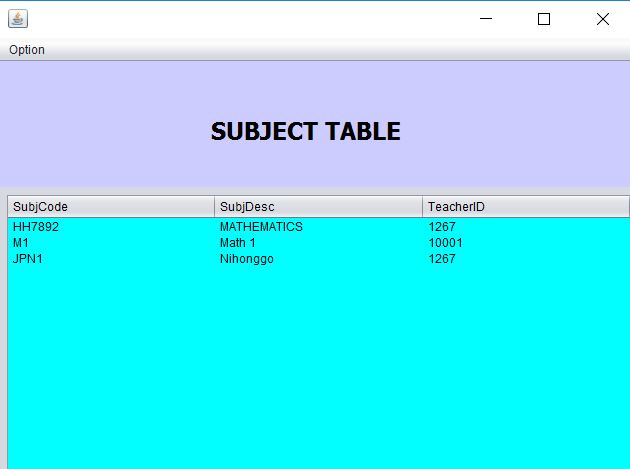 Option
SUBJECT TABLE
SubjCode SubjDesc TeacherID
HH7892 MATHEMATICS 1267
M1 Math 1 10001
JPN1 Nihonggo 1267